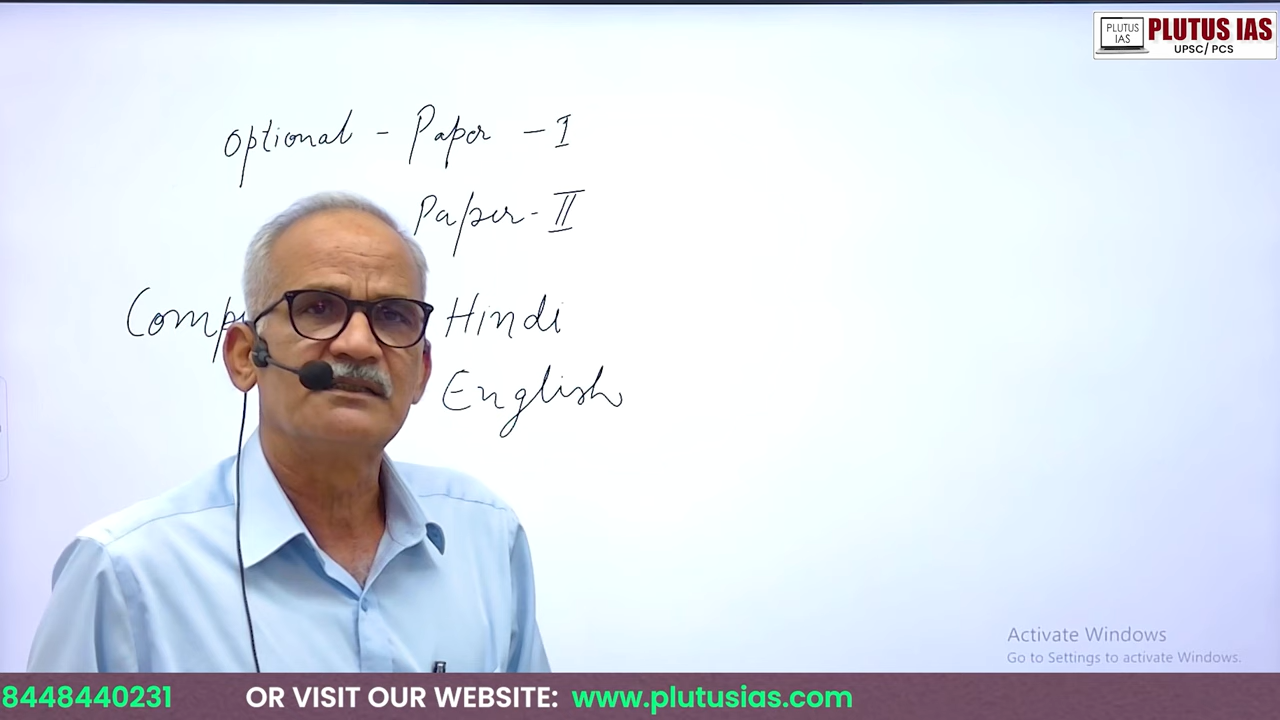 PLUTUS
IAS
PLUTUS IAS
UPSC/ PCS
optional - Paper - I
Paper - II
Hindi
English
Activate Windows
Go to Settings to activate Windows.
8448440231 OR VISIT OUR WEBSITE: www.plutusias.com